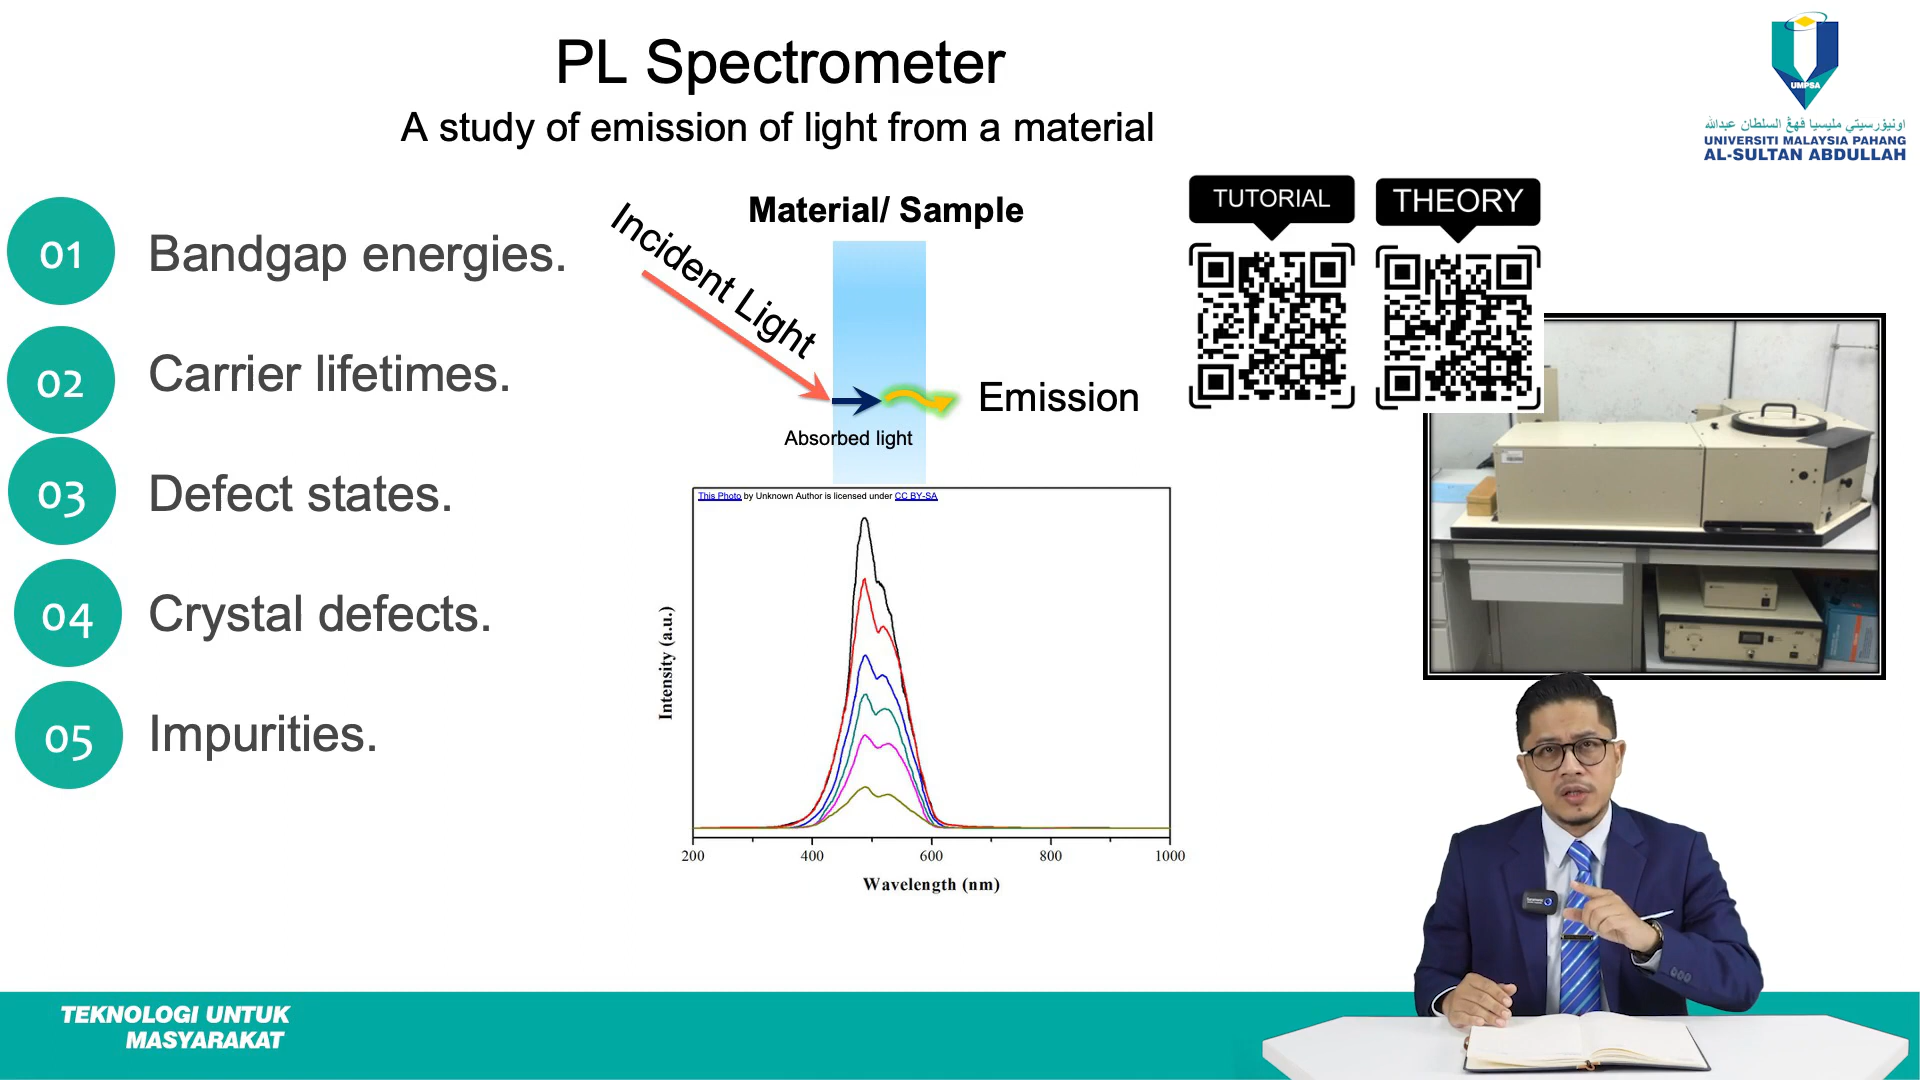 PL Spectrometer
A study of emission of light from a material
UMPSA
اونيۏرسيتي مليسيا ڤهڠ السلطان عبدالله
UNIVERSITI MALAYSIA PAHANG
AL-SULTAN ABDULLAH
01 Bandgap energies.
02 Carrier lifetimes.
03 Defect states.
04 Crystal defects.
05 Impurities.
Material/ Sample
Incident Light
Emission
Absorbed light
TUTORIAL
THEORY
This Photo by Unknown Author is licensed under CC BY-SA
Intensity (a.u.)
200 400 600 800 1000
Wavelength (nm)
TEKNOLOGI UNTUK
MASYARAKAT